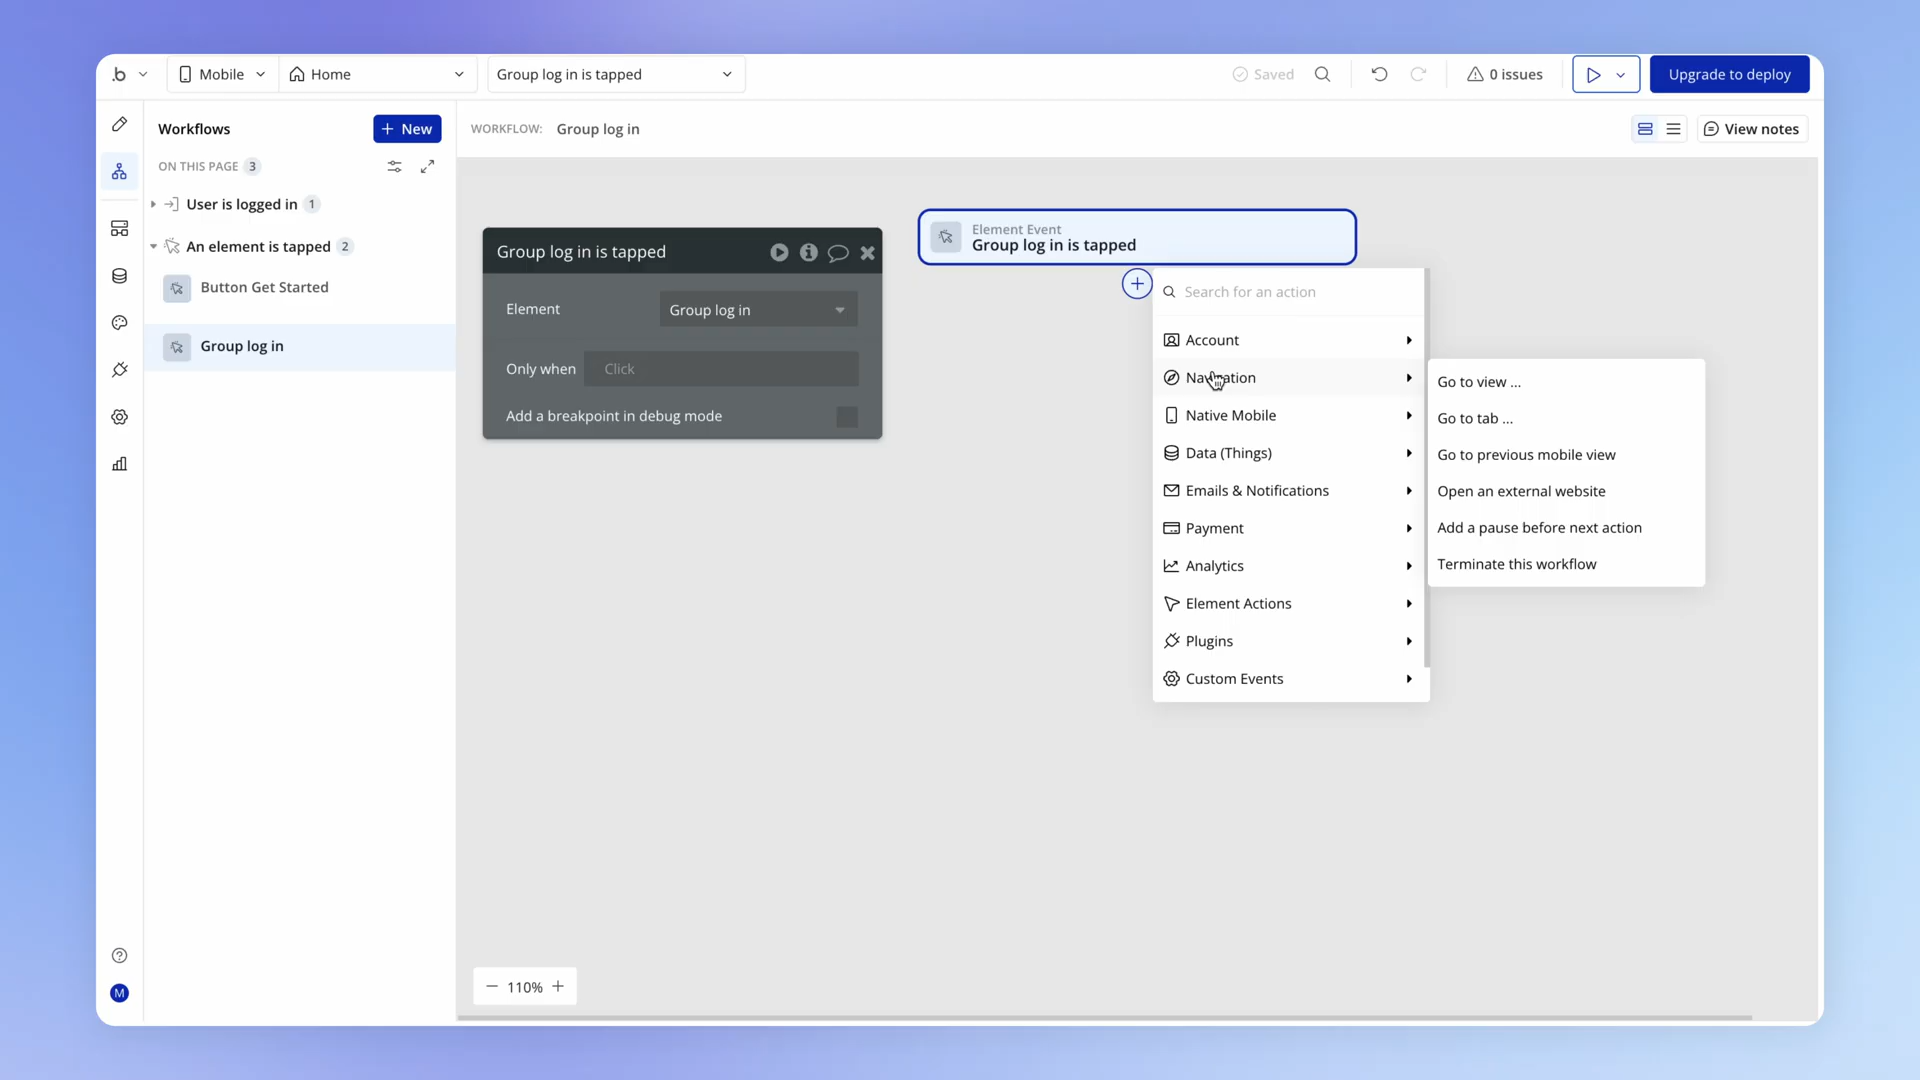 .b
Mobile
Home
Group log in is tapped
Saved
0 issues
Upgrade to deploy
Workflows
+ New
ON THIS PAGE 3
User is logged in 1
An element is tapped 2
Button Get Started
Group log in
WORKFLOW: Group log in
View notes
Group log in is tapped
Element
Group log in
Only when
Click
Add a breakpoint in debug mode
Element Event
Group log in is tapped
Search for an action
Account
Navigation
Native Mobile
Data (Things)
Emails & Notifications
Payment
Analytics
Element Actions
Plugins
Custom Events
Go to view ...
Go to tab ...
Go to previous mobile view
Open an external website
Add a pause before next action
Terminate this workflow
M
110%